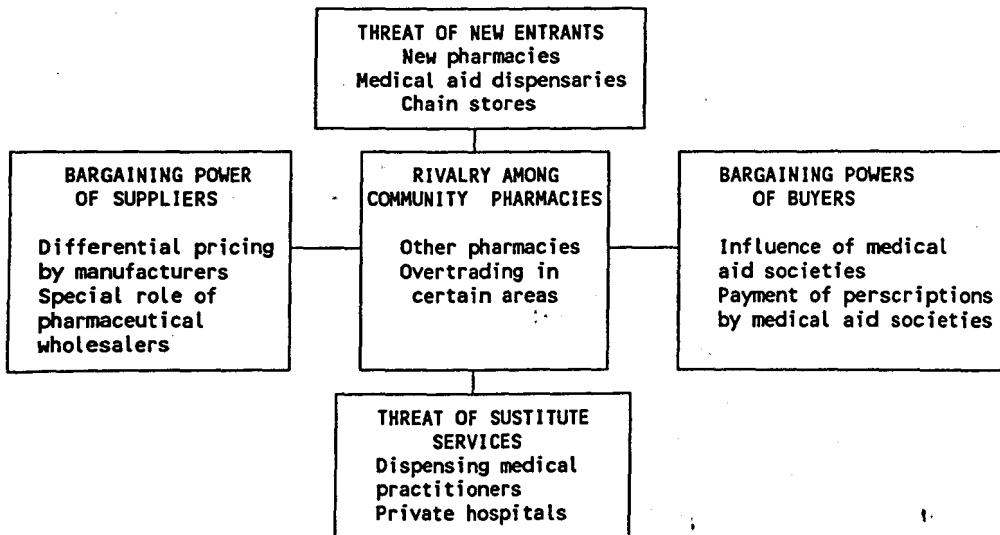 THREAT OF NEW ENTRANTS
New pharmacies
Medical aid dispensaries
Chain stores
BARGAINING POWER
OF SUPPLIERS
Differential pricing
by manufacturers
Special role of
pharmaceutical
wholesalers
RIVALRY AMONG
COMMUNITY PHARMACIES
Other pharmacies
Overtrading in
certain areas
BARGAINING POWERS
OF BUYERS
Influence of medical
aid societies
Payment of perscriptions
by medical aid societies
THREAT OF SUSTITUTE
SERVICES
Dispensing medical
practitioners
Private hospitals